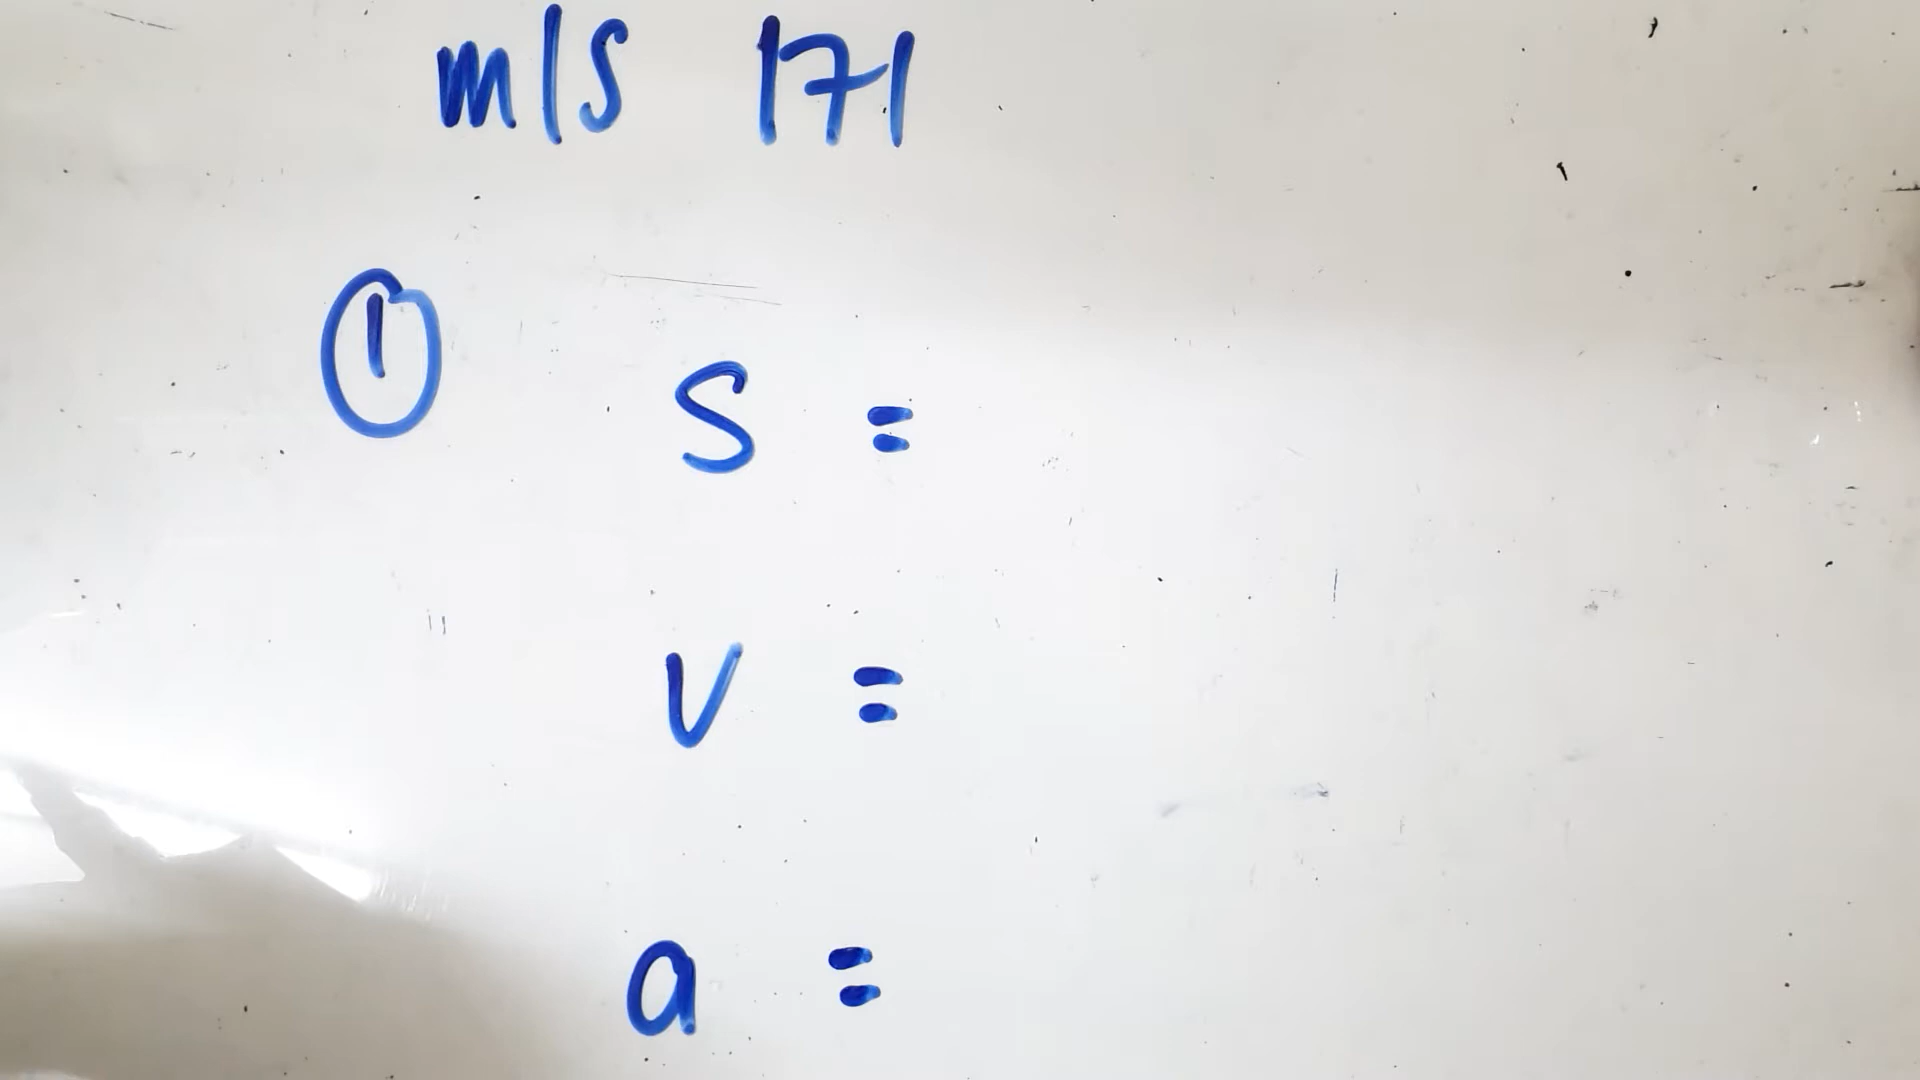 m/s 171
① S =
V =
a =